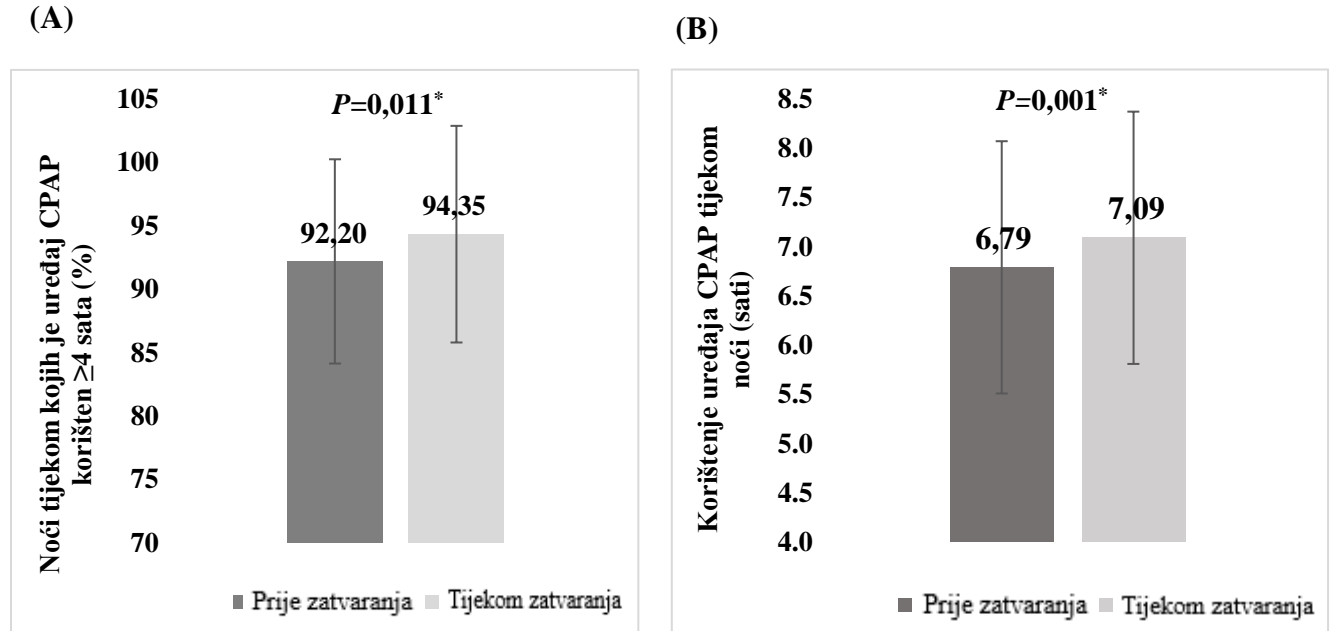 (A)
Noći tijekom kojih je uređaj CPAP
korišten ≥4 sata (%)
105
100
95
90
85
80
75
70
P=0,011*
92,20
94,35
Prije zatvaranja
Tijekom zatvaranja
(B)
Korištenje uređaja CPAP tijekom
noći (sati)
8.5
8.0
7.5
7.0
6.5
6.0
5.5
5.0
4.5
4.0
P=0,001*
6,79
7,09
Prije zatvaranja
Tijekom zatvaranja